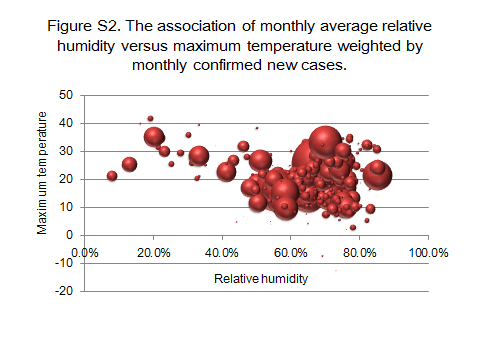 Figure S2. The association of monthly average relative
humidity versus maximum temperature weighted by
monthly confirmed new cases.
50
40
30
20
10
0
-10
-20
Maximum temperature
0.0% 20.0% 40.0% 60.0% 80.0% 100.0%
Relative humidity